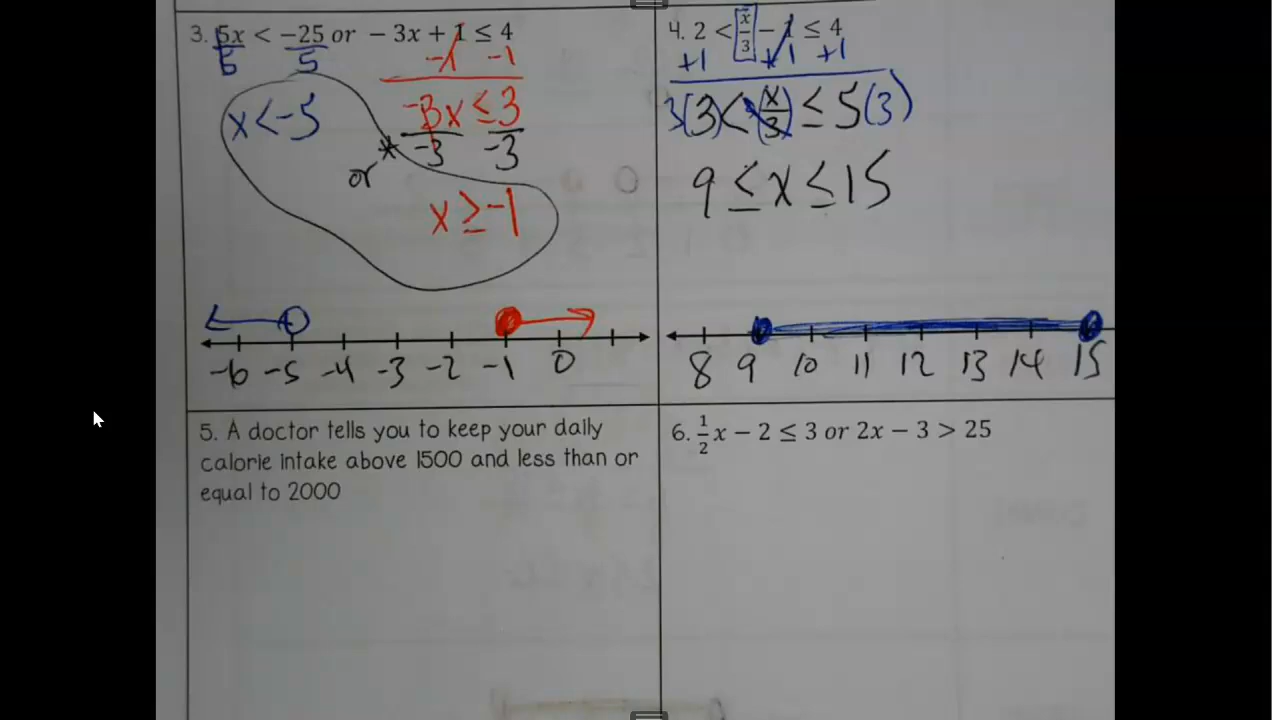 3. 5x < −25 or − 3x + 1 ≤ 4
5 5 -1 -1
x < -5
-3x ≤ 3
-3 -3
or *
x ≥ -1
-6 -5 -4 -3 -2 -1 0
4. 2 < x/3 − 1 ≤ 4
+1 +1 +1
3(3 < x/3 ≤ 5(3)
9 ≤ x ≤ 15
8 9 10 11 12 13 14 15
5. A doctor tells you to keep your daily
calorie intake above 1500 and less than or
equal to 2000
6. 1/2 x − 2 ≤ 3 or 2x − 3 > 25